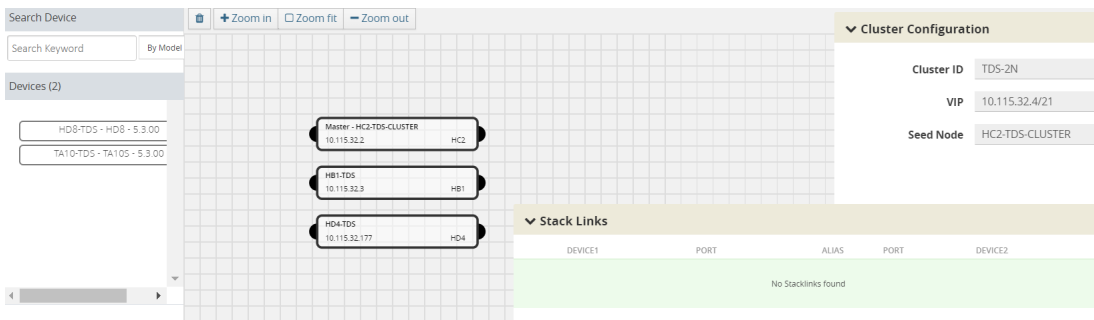 Search Device
Search Keyword
By Model
Devices (2)
HD8-TDS - HD8 - 5.3.00
TA10-TDS - TA10S - 5.3.00
Zoom in
Zoom fit
Zoom out
Master - HC2-TDS-CLUSTER
10.115.32.2 HC2
HB1-TDS
10.115.32.3 HB1
HD4-TDS
10.115.32.177 HD4
Cluster Configuration
Cluster ID TDS-2N
VIP 10.115.32.4/21
Seed Node HC2-TDS-CLUSTER
Stack Links
DEVICE1 PORT ALIAS PORT DEVICE2
No Stacklinks found